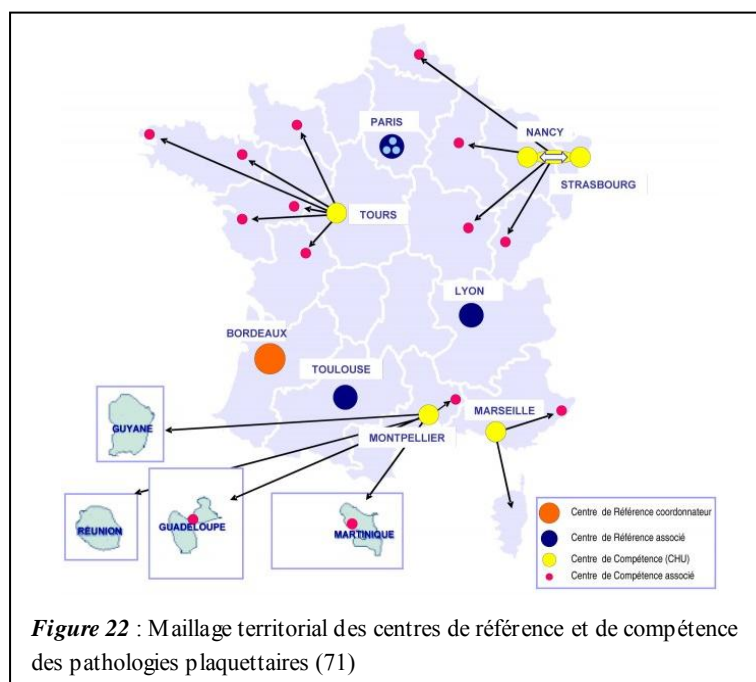 PARIS
NANCY
STRASBOURG
TOURS
LYON
BORDEAUX
TOULOUSE
MARSEILLE
MONTPELLIER
GUYANE
RÉUNION
GUADELOUPE
MARTINIQUE
Centre de Référence coordonnateur
Centre de Référence associé
Centre de Compétence (CHU)
Centre de Compétence associé
Figure 22 : Maillage territorial des centres de référence et de compétence
des pathologies plaquettaires (71)